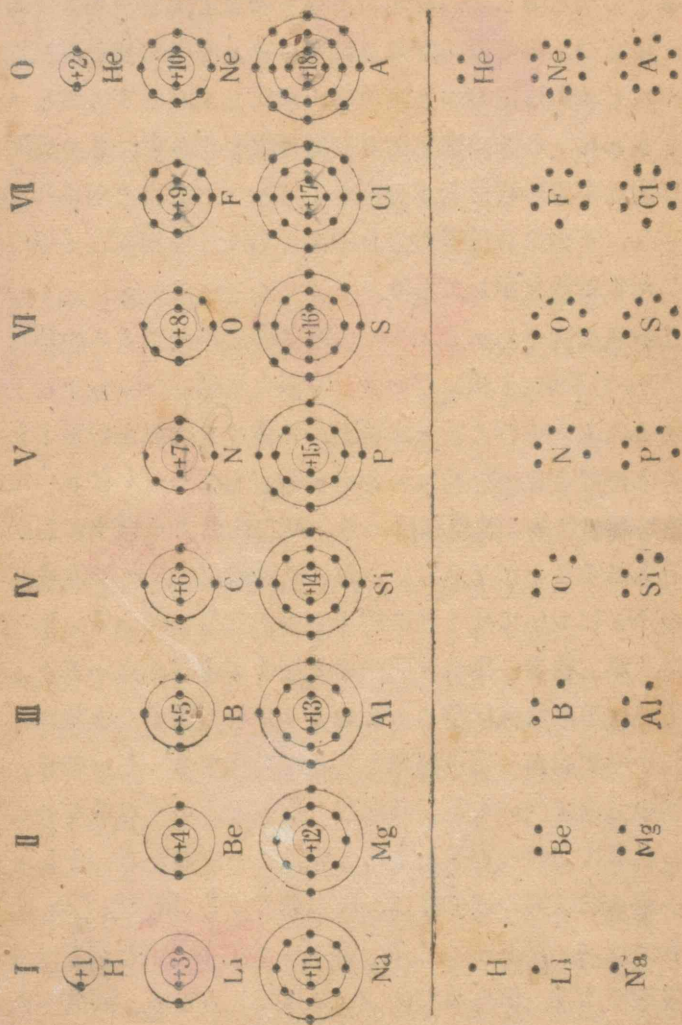 I II III IV V VI VII O
+1 +2
H He
+3 +4 +5 +6 +7 +8 +9 +10
Li Be B C N O F Ne
+11 +12 +13 +14 +15 +16 +17 +18
Na Mg Al Si P S Cl A
H He
Li Be B C N O F Ne
Na Mg Al Si P S Cl A